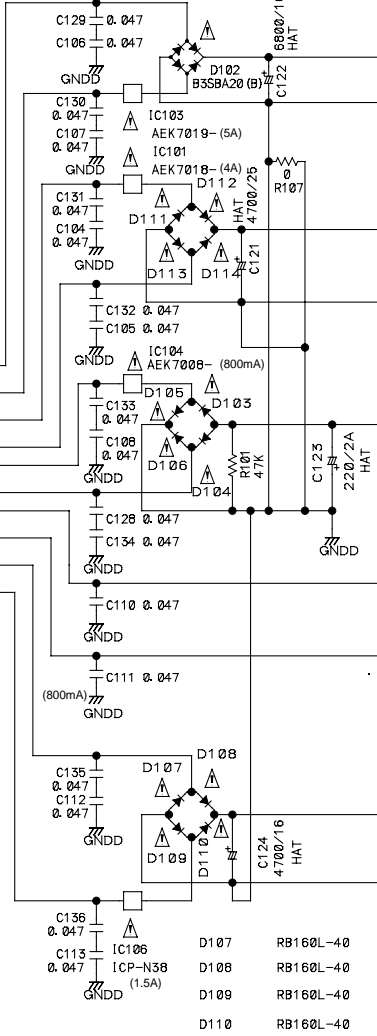 C129 0.047
C106 0.047
GNDD
D102
B3SBA20(B)
C122
HAT
C130
0.047
C107
0.047
GNDD
IC103
AEK7019-(5A)
IC101
AEK7018-(4A)
0
R107
C131
0.047
C104
0.047
GNDD
D112
D111
D113
D114
HAT
4700/25
C121
C132 0.047
C105 0.047
GNDD
IC104
AEK7008-(800mA)
C133
0.047
C108
0.047
GNDD
D105
D103
D106
D104
R101
47K
C123
220/2A
HAT
GNDD
C128 0.047
C134 0.047
GNDD
C110 0.047
GNDD
C111 0.047
(800mA)
GNDD
C135
0.047
C112
0.047
GNDD
D108
D107
D109
D110
C124
4700/16
HAT
C136
0.047
C113
0.047
GNDD
IC106
ICP-N38
(1.5A)
D107 RB160L-40
D108 RB160L-40
D109 RB160L-40
D110 RB160L-40